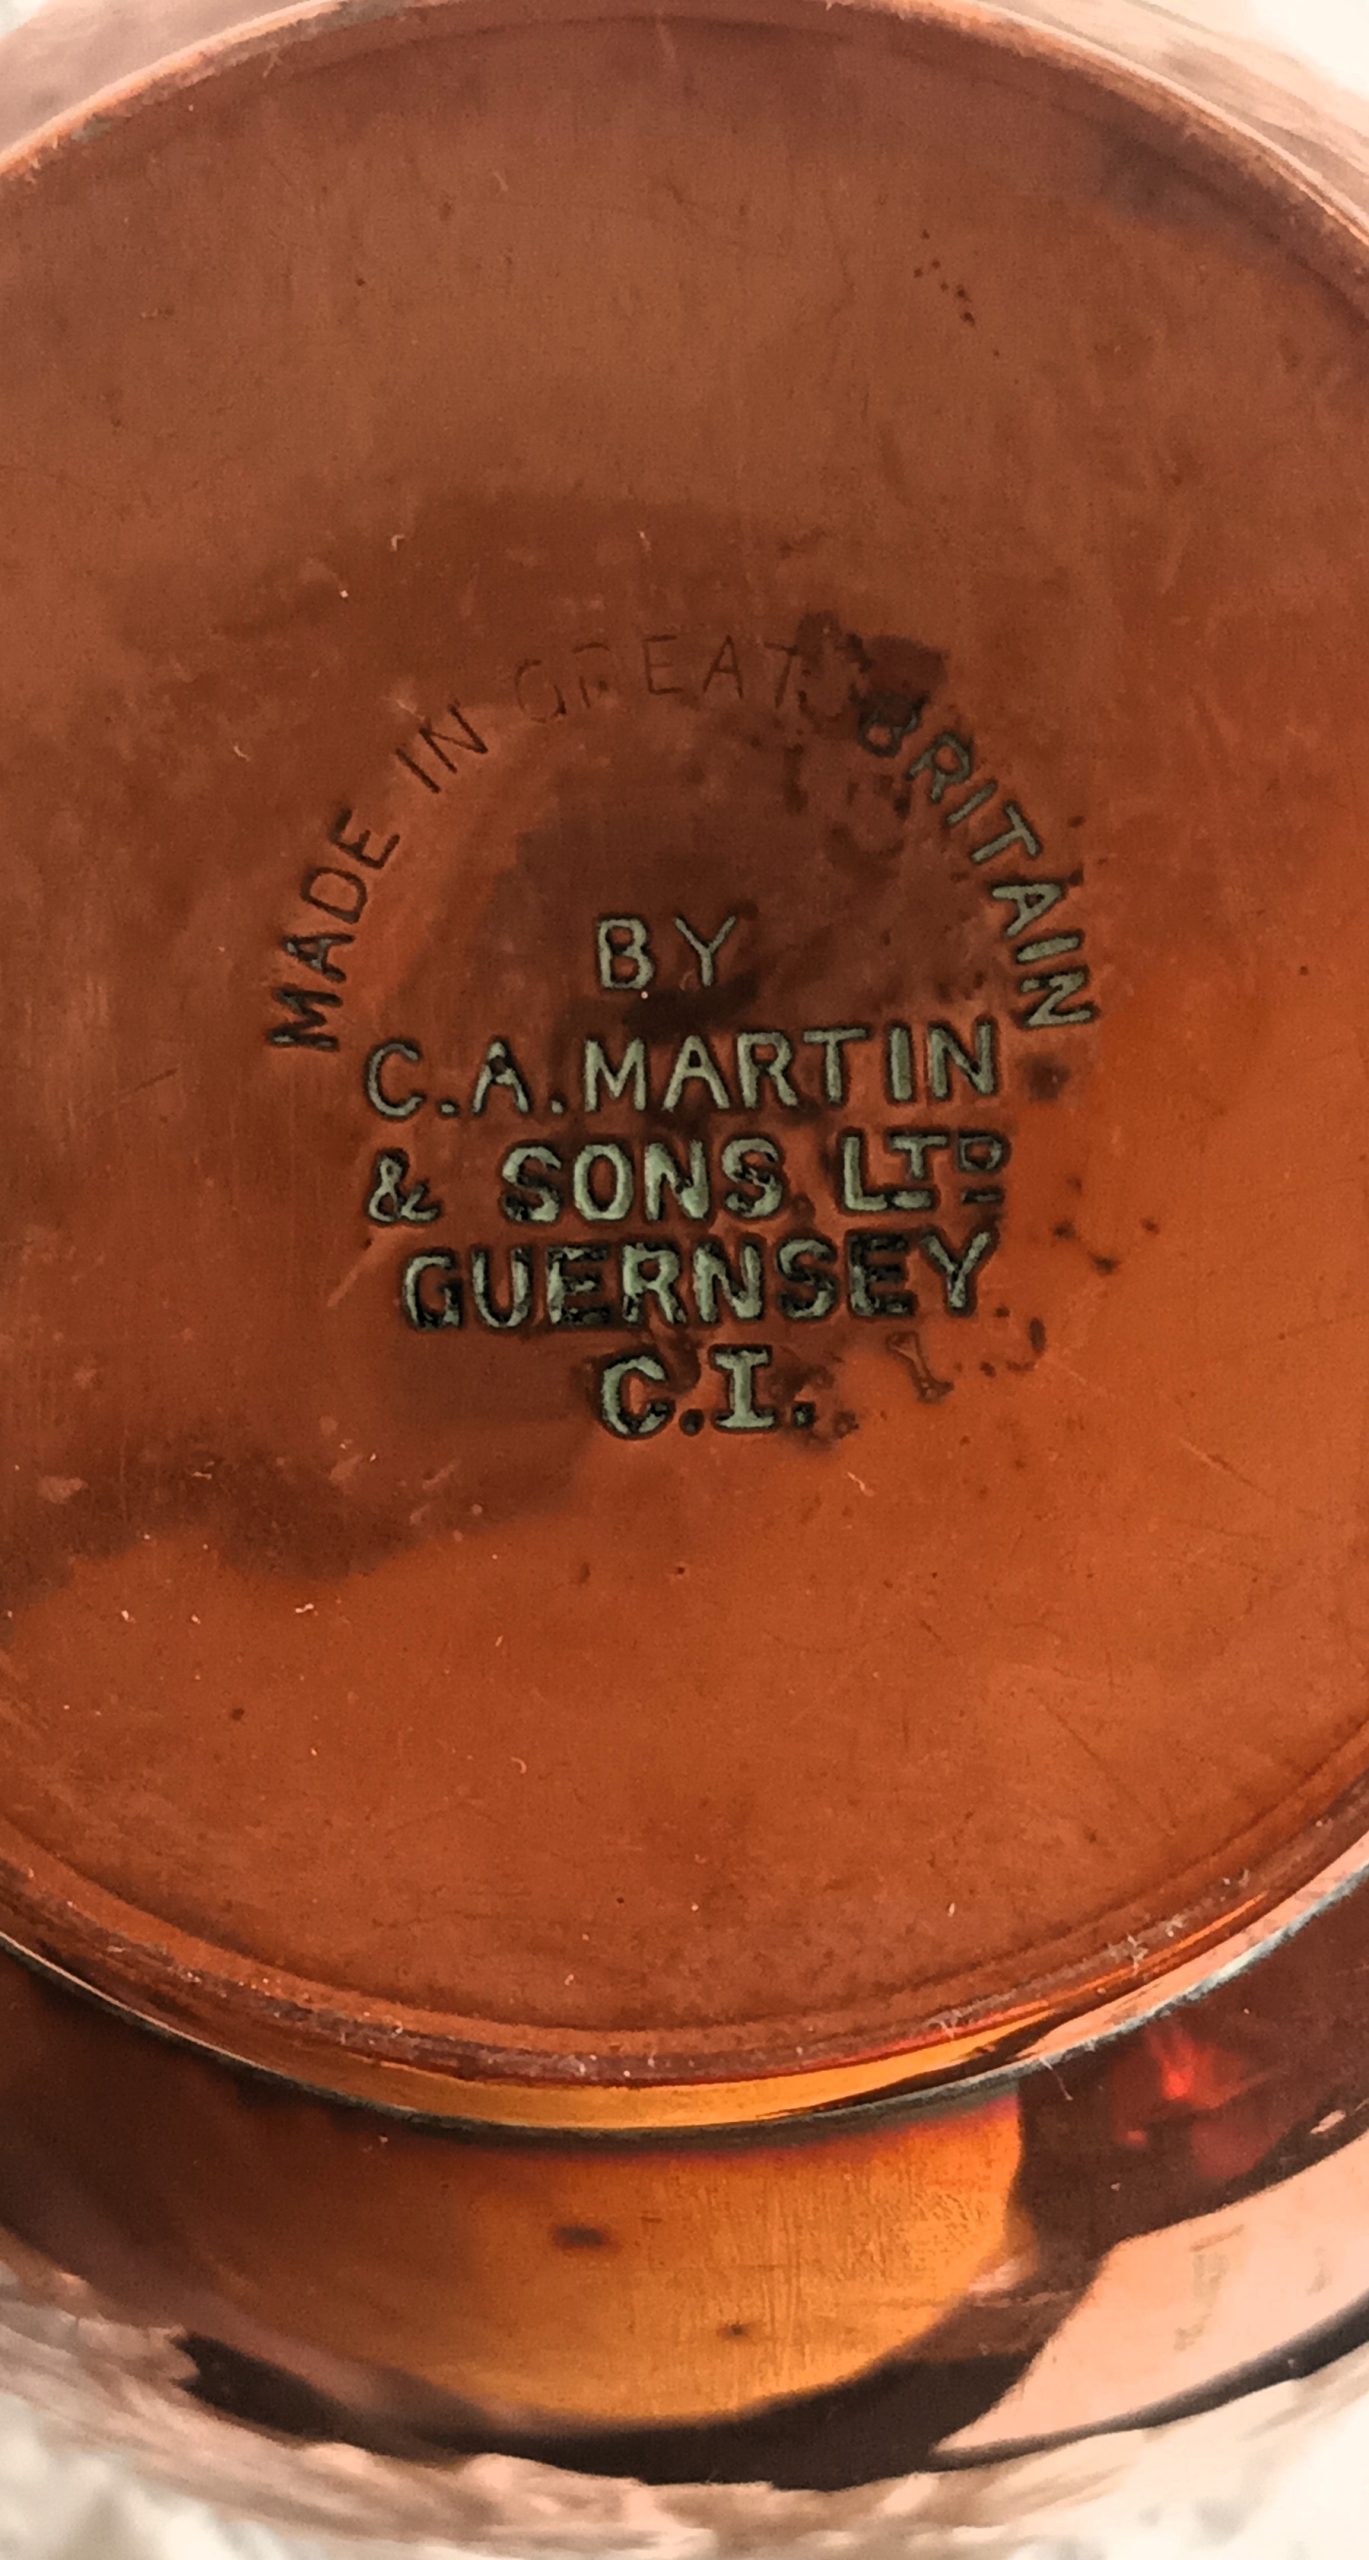 MADE IN GREAT BRITAIN
BY
C.A.MARTIN
& SONS LTD
GUERNSEY
C.I.